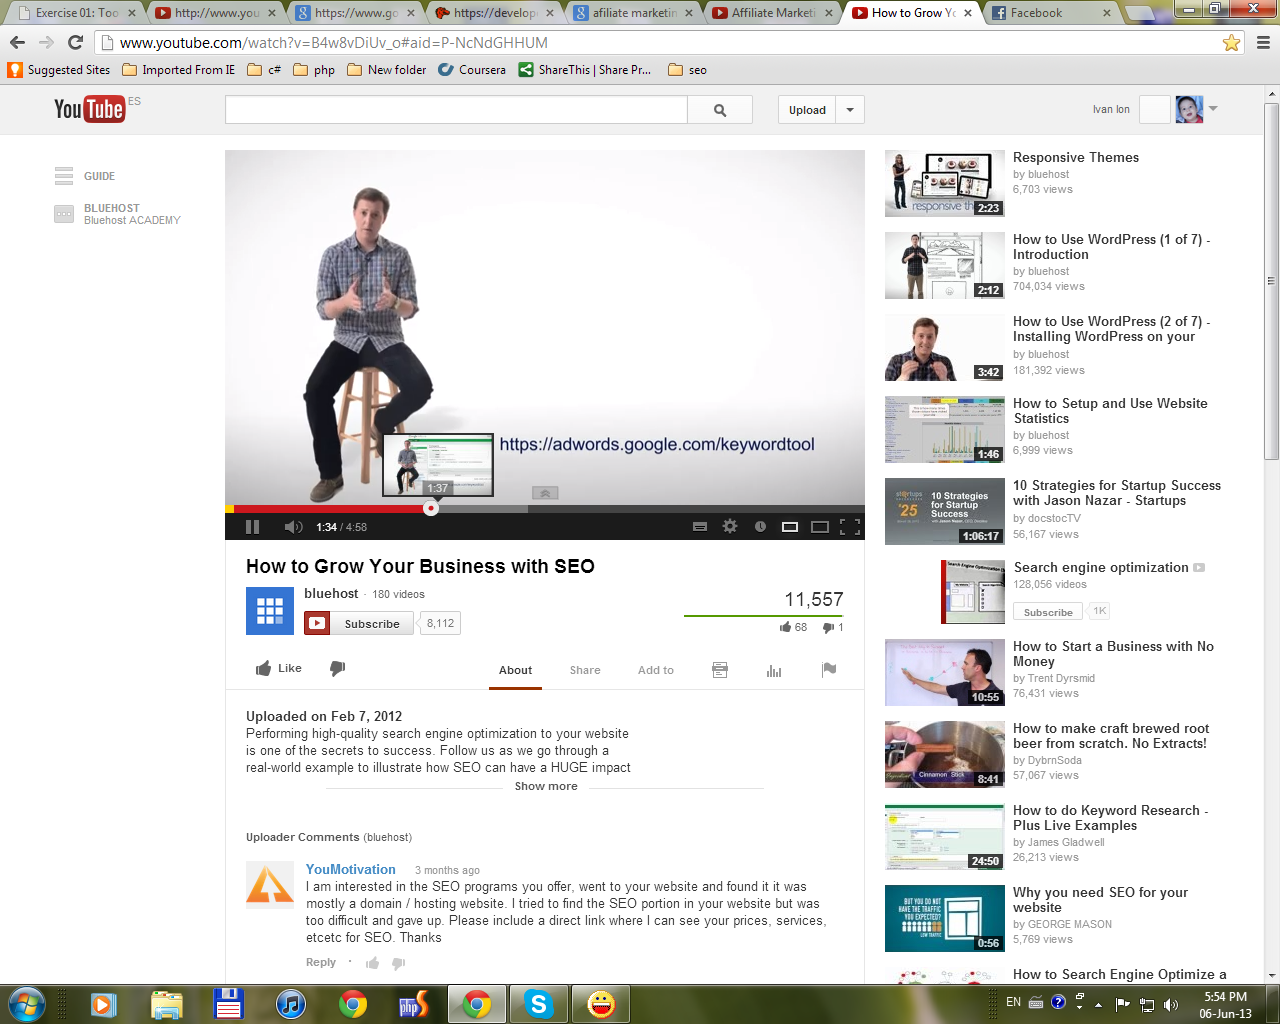 Exercise 01: Too
http://www.you
https://www.go
https://develop
afiliate marketin
Affiliate Marketi
How to Grow Yo
Facebook
www.youtube.com/watch?v=B4w8vDiUv_o#aid=P-NcNdGHHUM
Suggested Sites
Imported From IE
c#
php
New folder
Coursera
ShareThis | Share Pr...
seo
YouTube ES
Upload
Ivan Ion
GUIDE
BLUEHOST
Bluehost ACADEMY
https://adwords.google.com/keywordtool
1:37
1:34 / 4:58
How to Grow Your Business with SEO
bluehost · 180 videos
Subscribe 8,112
11,557
68 1
Like
About
Share
Add to
Uploaded on Feb 7, 2012
Performing high-quality search engine optimization to your website
is one of the secrets to success. Follow us as we go through a
real-world example to illustrate how SEO can have a HUGE impact
Show more
Uploader Comments (bluehost)
YouMotivation 3 months ago
I am interested in the SEO programs you offer, went to your website and found it it was
mostly a domain / hosting website. I tried to find the SEO portion in your website but was
too difficult and gave up. Please include a direct link where I can see your prices, services,
etcetc for SEO. Thanks
Reply ·
responsive th
2:23
Responsive Themes
by bluehost
6,703 views
2:12
How to Use WordPress (1 of 7) -
Introduction
by bluehost
704,034 views
3:42
How to Use WordPress (2 of 7) -
Installing WordPress on your
by bluehost
181,392 views
1:46
How to Setup and Use Website
Statistics
by bluehost
6,999 views
startups
'25
10 Strategies for
Startup
Success
1:06:17
10 Strategies for Startup Success
with Jason Nazar - Startups
by docstocTV
56,167 views
Search engine optimization
128,056 videos
Subscribe 1K
10:55
How to Start a Business with No
Money
by Trent Dyrsmid
76,431 views
Cinnamon Stick
8:41
How to make craft brewed root
beer from scratch. No Extracts!
by DybrnSoda
57,067 views
24:50
How to do Keyword Research -
Plus Live Examples
by James Gladwell
26,213 views
BUT YOU DO
NOT HAVE
THE TRAFFIC
YOU EXPECTED?
LOW TRAFFIC
0:56
Why you need SEO for your
website
by GEORGE MASON
5,769 views
How to Search Engine Optimize a
php
EN
5:54 PM
06-Jun-13